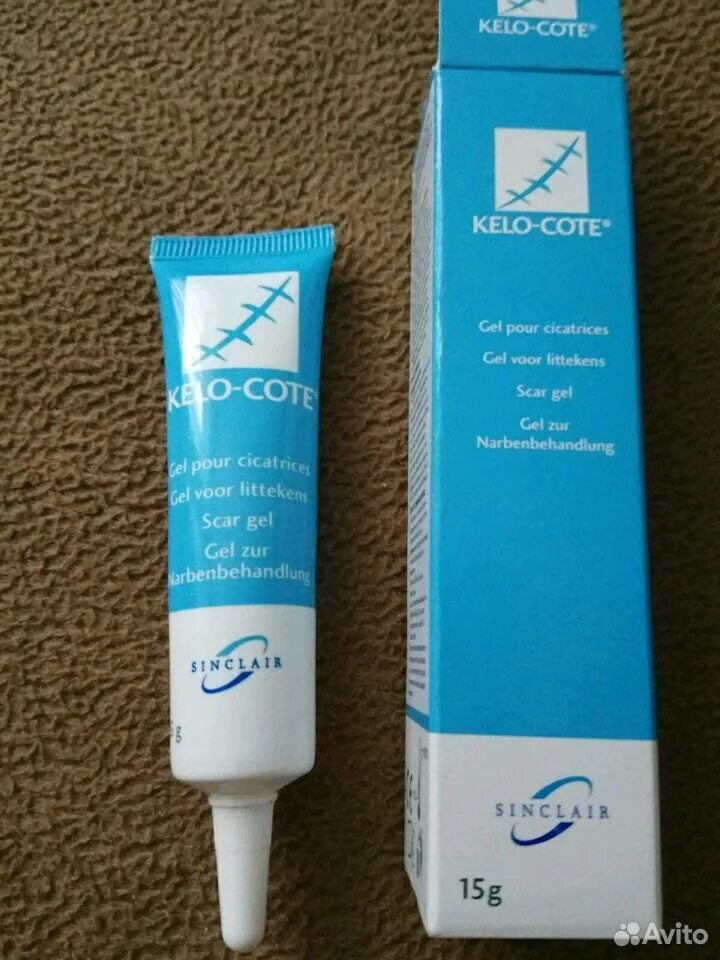 KELO-COTE®
Gel pour cicatrices
Gel voor littekens
Scar gel
Gel zur
Narbenbehandlung
SINCLAIR
g
KELO-COTE®
KELO-COTE®
Gel pour cicatrices
Gel voor littekens
Scar gel
Gel zur
Narbenbehandlung
SINCLAIR
15g
CE
Avito